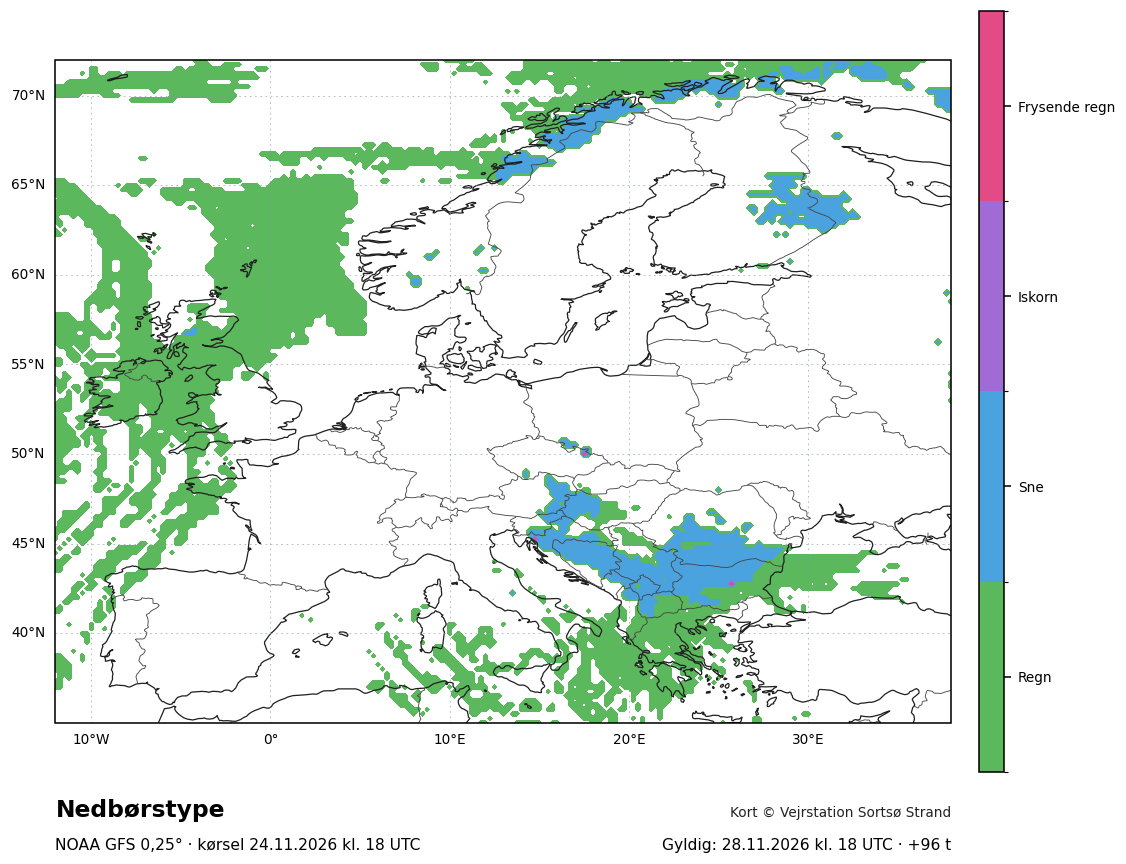 70°N
65°N
60°N
55°N
50°N
45°N
40°N
10°W
0°
10°E
20°E
30°E
Frysende regn
Iskorn
Sne
Regn
Nedbørstype
Kort © Vejrstation Sortsø Strand
NOAA GFS 0,25° · kørsel 24.11.2026 kl. 18 UTC
Gyldig: 28.11.2026 kl. 18 UTC · +96 t